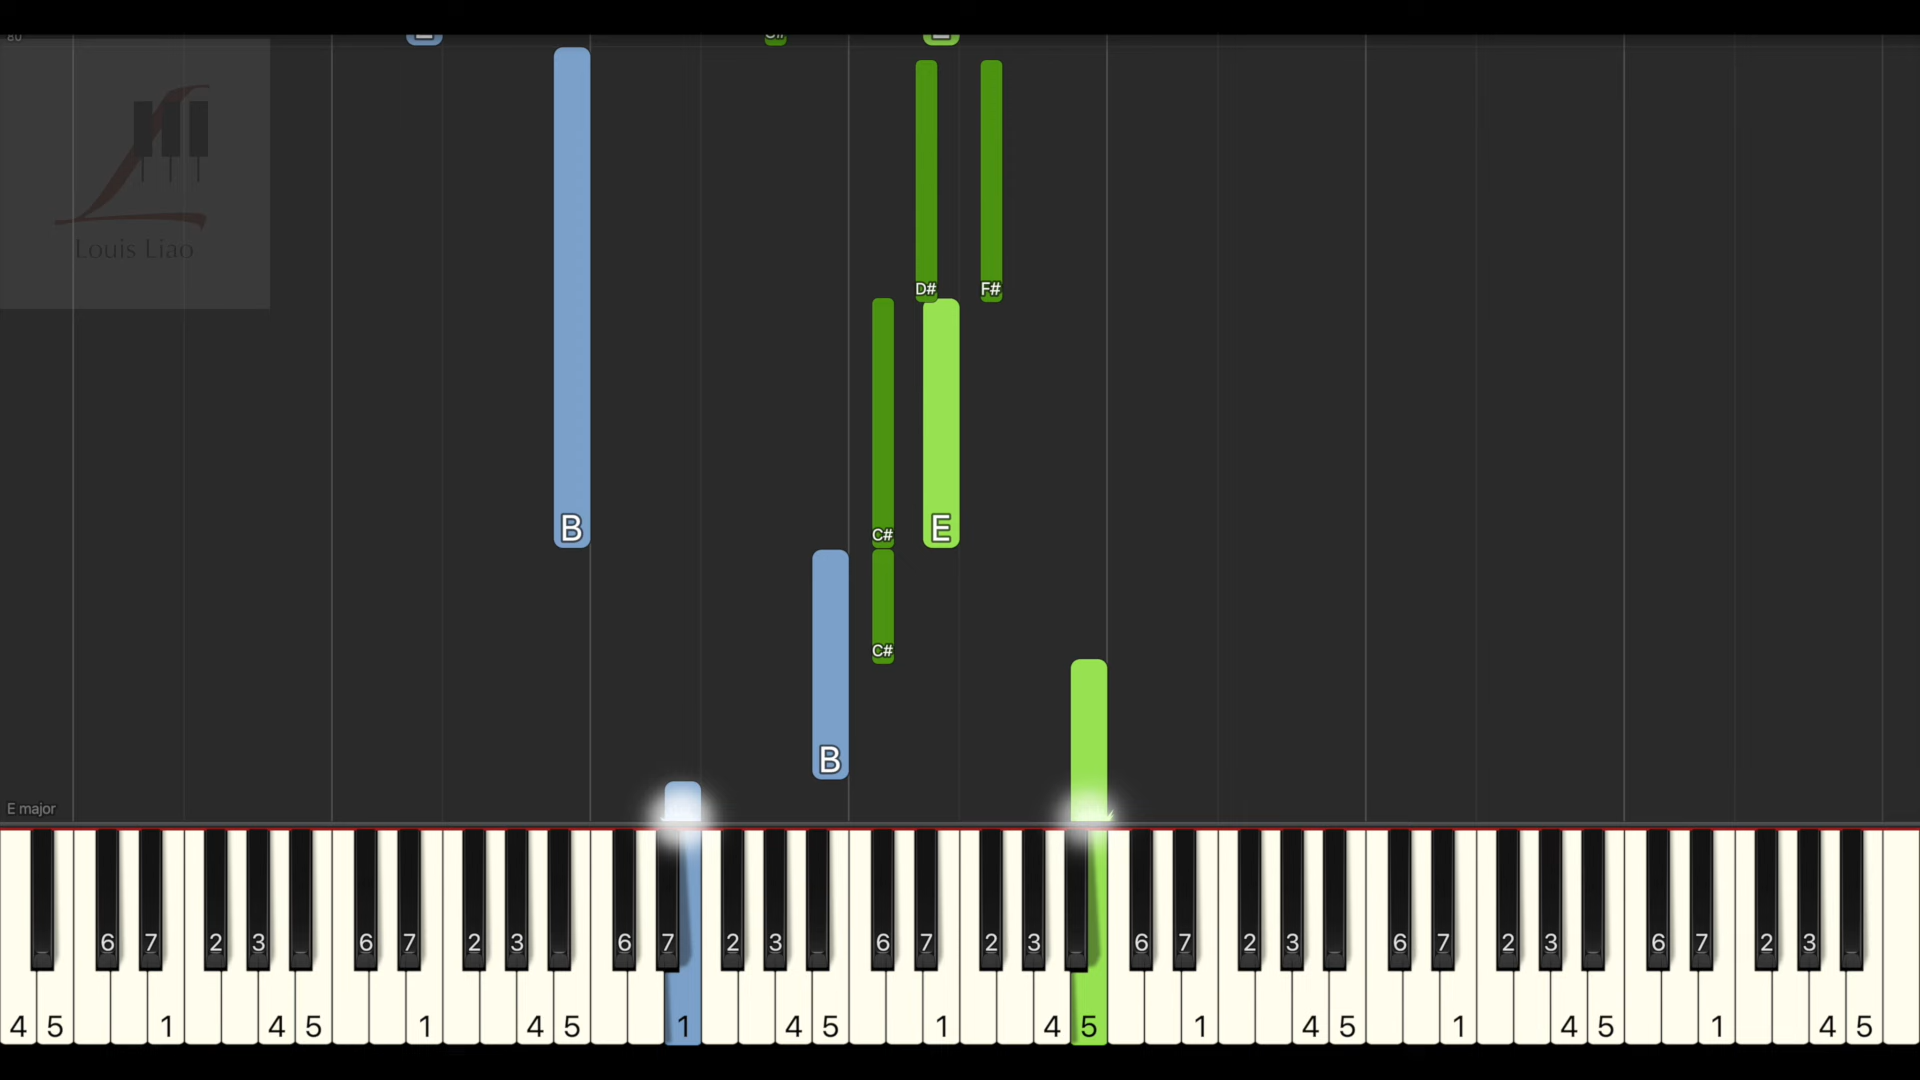 80
Louis Liao
D# F#
B C# E
C#
B
E major
6 7 2 3 6 7 2 3 6 7 2 3 6 7 2 3 6 7 2 3 6 7 2 3 6 7 2 3
4 5 1 4 5 1 4 5 1 4 5 1 4 5 1 4 5 1 4 5 1 4 5